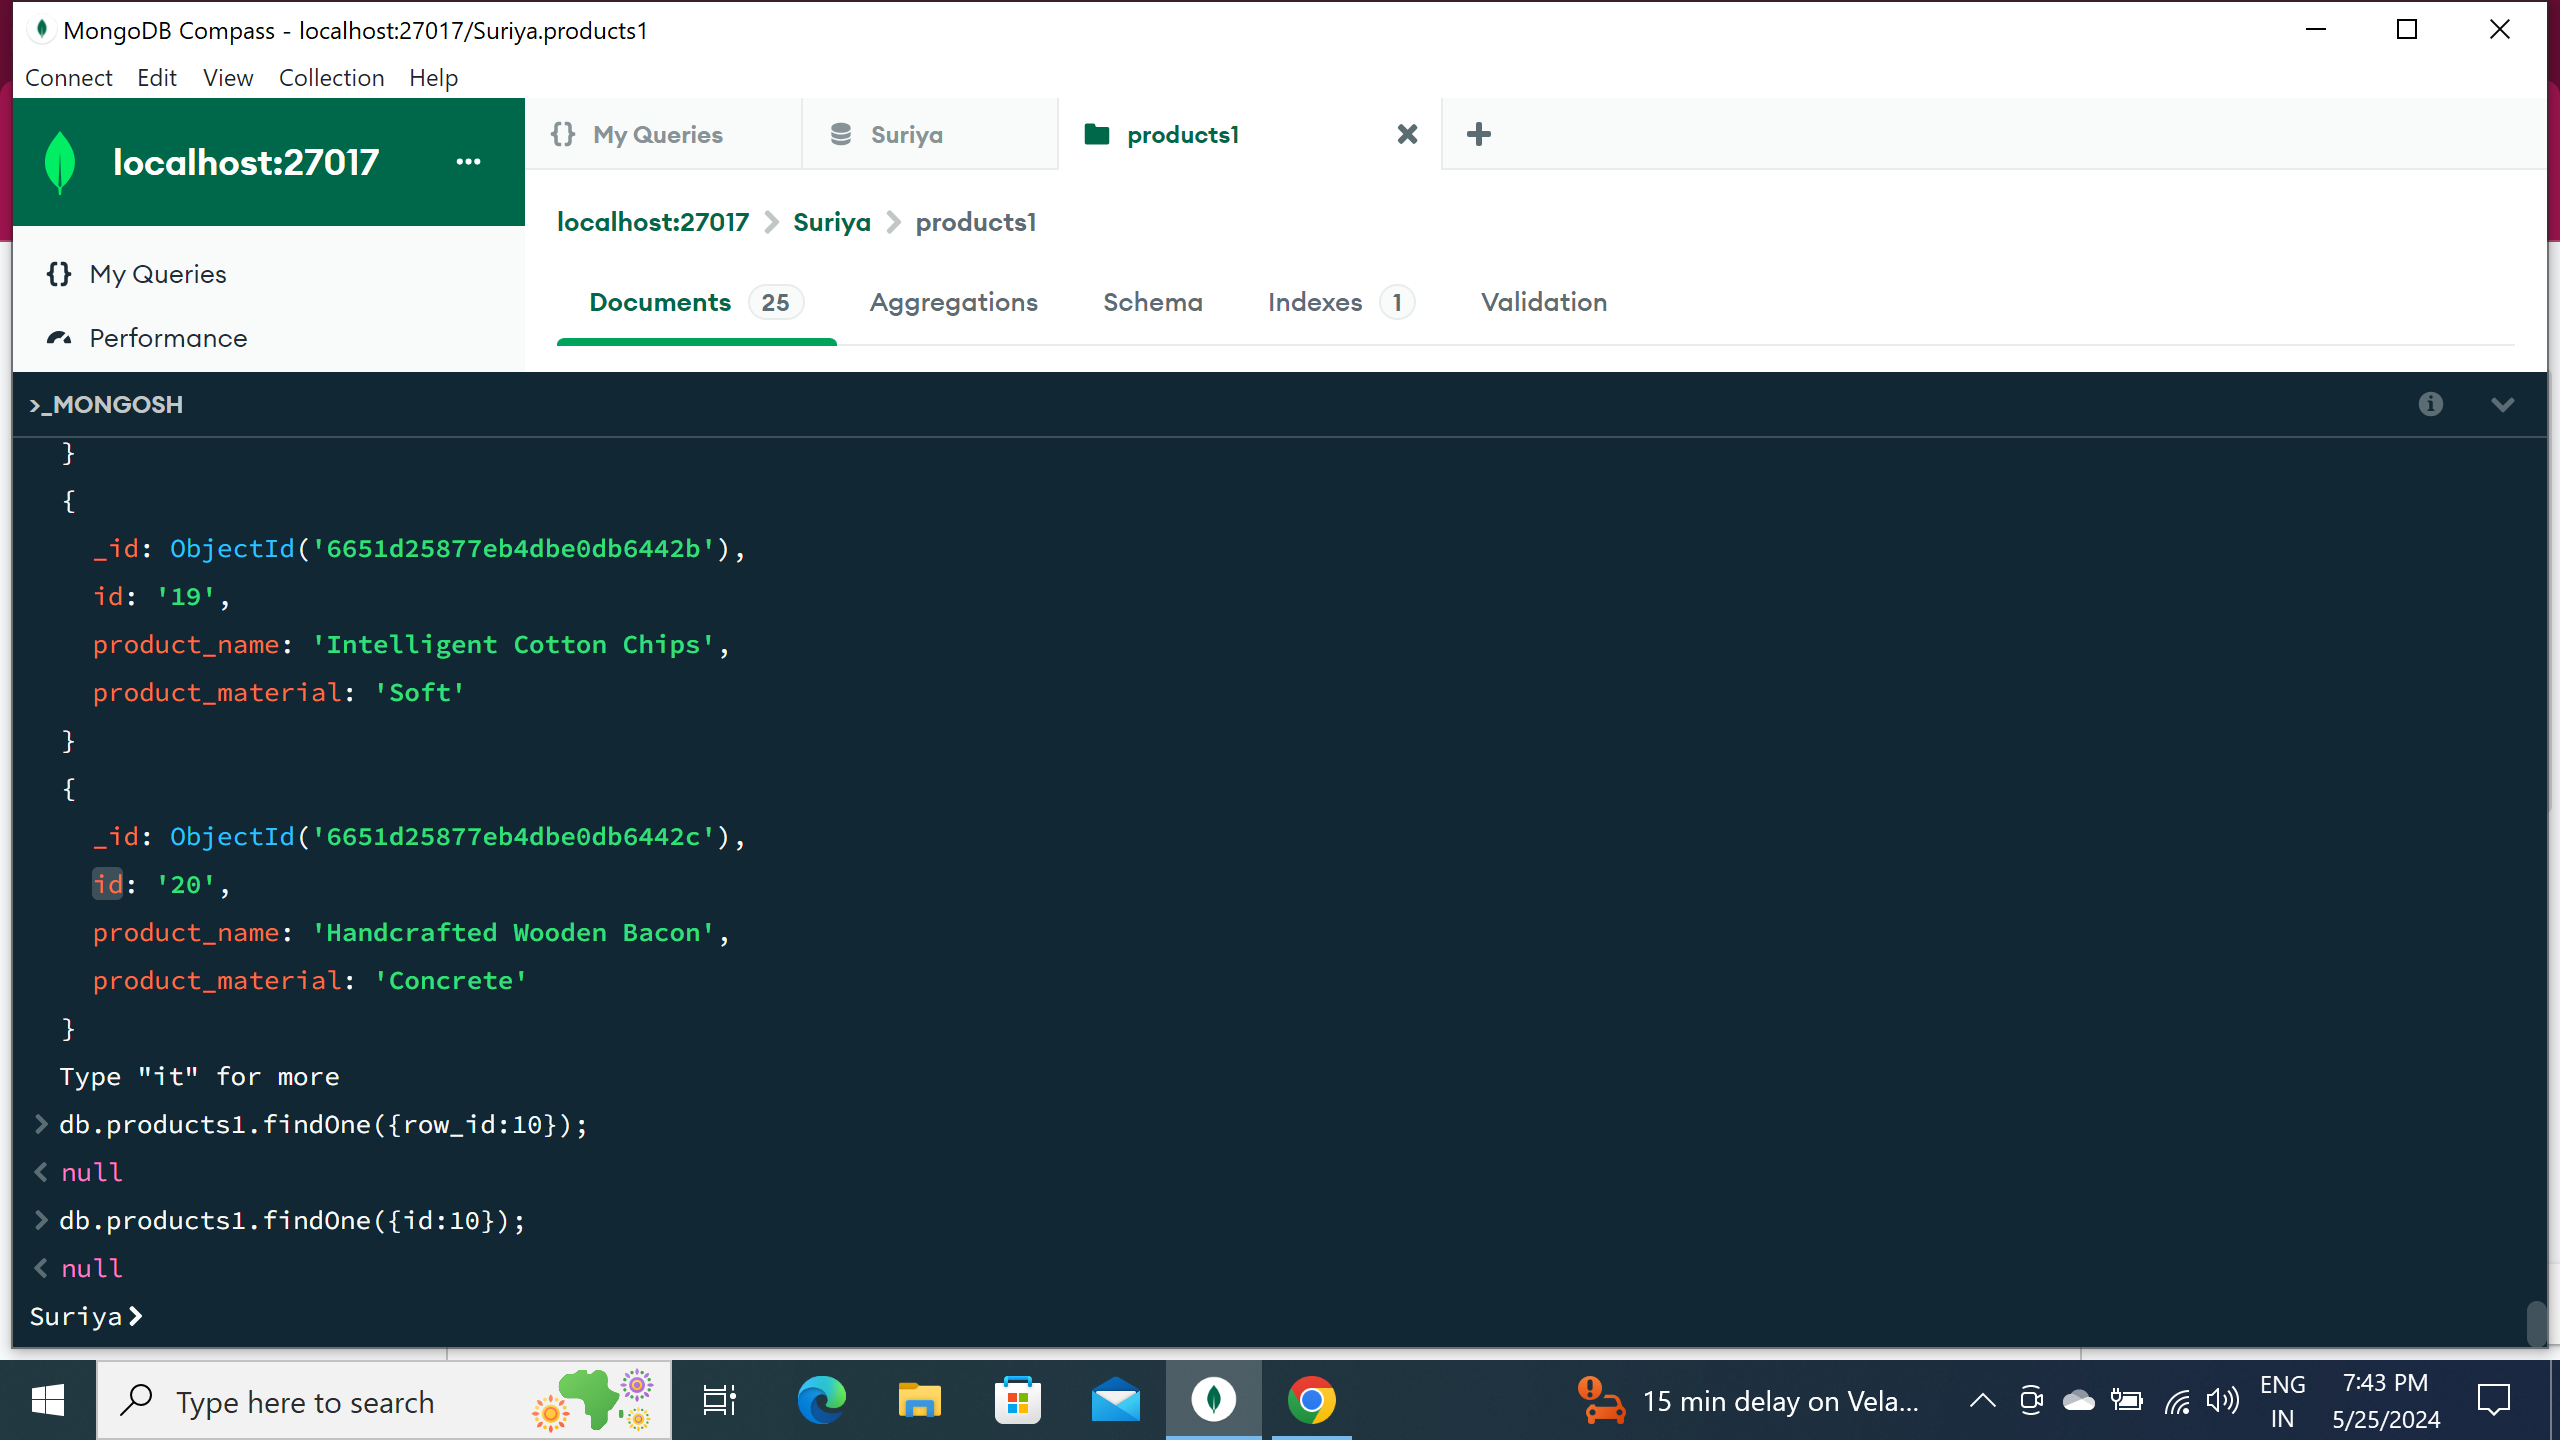 MongoDB Compass - localhost:27017/Suriya.products1
Connect Edit View Collection Help
localhost:27017
My Queries
Suriya
products1
localhost:27017 Suriya products1
My Queries
Performance
Documents 25 Aggregations Schema Indexes 1 Validation
>_MONGOSH
}
{
_id: ObjectId('6651d25877eb4dbe0db6442b'),
id: '19',
product_name: 'Intelligent Cotton Chips',
product_material: 'Soft'
}
{
_id: ObjectId('6651d25877eb4dbe0db6442c'),
id: '20',
product_name: 'Handcrafted Wooden Bacon',
product_material: 'Concrete'
}
Type "it" for more
> db.products1.findOne({row_id:10});
< null
> db.products1.findOne({id:10});
< null
Suriya>
Type here to search
15 min delay on Vela...
ENG
IN
7:43 PM
5/25/2024